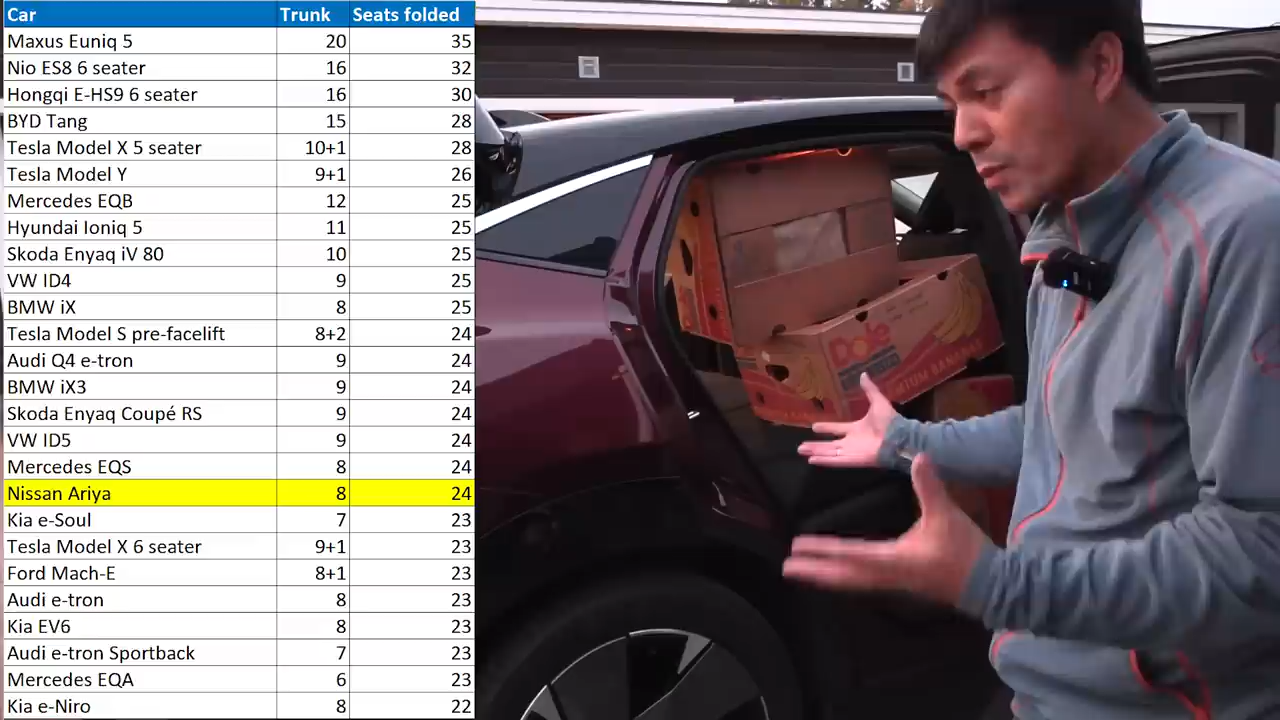 Car Trunk Seats folded
Maxus Euniq 5 20 35
Nio ES8 6 seater 16 32
Hongqi E-HS9 6 seater 16 30
BYD Tang 15 28
Tesla Model X 5 seater 10+1 28
Tesla Model Y 9+1 26
Mercedes EQB 12 25
Hyundai Ioniq 5 11 25
Skoda Enyaq iV 80 10 25
VW ID4 9 25
BMW iX 8 25
Tesla Model S pre-facelift 8+2 24
Audi Q4 e-tron 9 24
BMW iX3 9 24
Skoda Enyaq Coupé RS 9 24
VW ID5 9 24
Mercedes EQS 8 24
Nissan Ariya 8 24
Kia e-Soul 7 23
Tesla Model X 6 seater 9+1 23
Ford Mach-E 8+1 23
Audi e-tron 8 23
Kia EV6 8 23
Audi e-tron Sportback 7 23
Mercedes EQA 6 23
Kia e-Niro 8 22
Dole